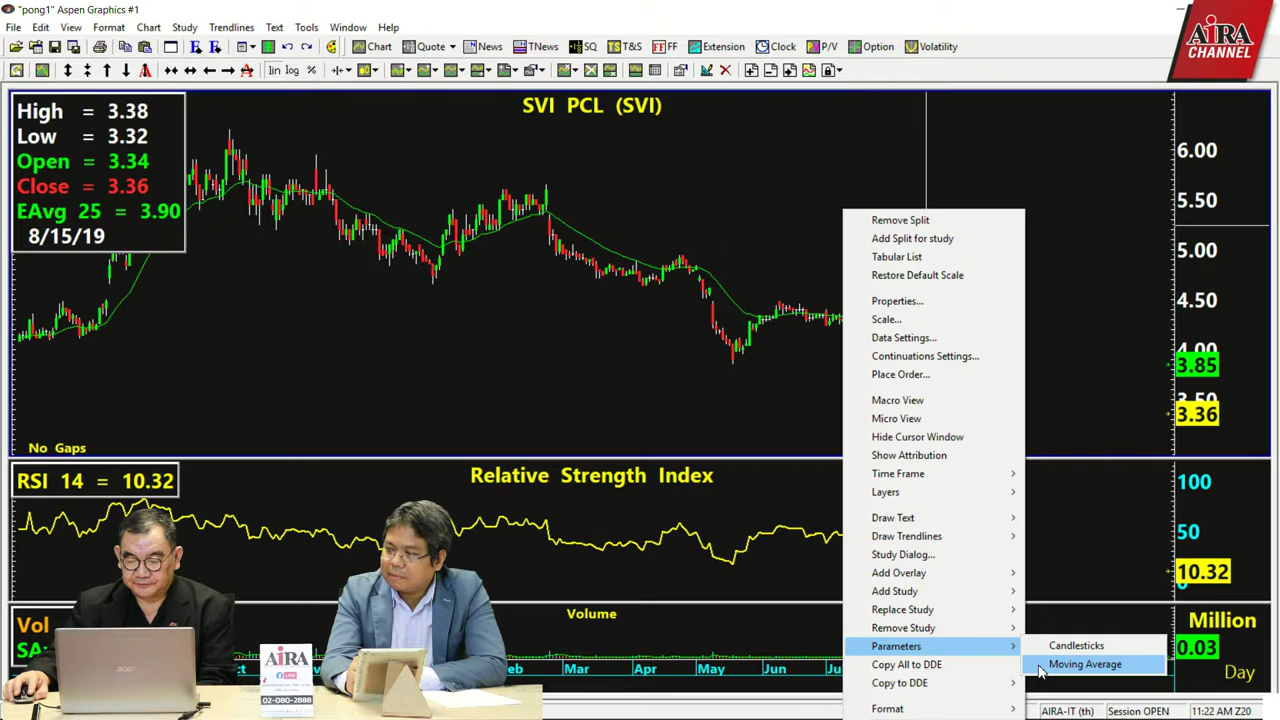 "pong1" Aspen Graphics #1
File Edit View Format Chart Study Trendlines Text Tools Window Help
Chart Quote News TNews SQ T&S FF Extension Clock P/V Option Volatility
lin log %
AiRA
CHANNEL
High = 3.38
Low = 3.32
Open = 3.34
Close = 3.36
EAvg 25 = 3.90
8/15/19
SVI PCL (SVI)
6.00
5.50
5.00
4.50
4.00
3.85
3.50
3.36
No Gaps
Remove Split
Add Split for study
Tabular List
Restore Default Scale
Properties...
Scale...
Data Settings...
Continuations Settings...
Place Order...
Macro View
Micro View
Hide Cursor Window
Show Attribution
Time Frame
Layers
Draw Text
Draw Trendlines
Study Dialog...
Add Overlay
Add Study
Replace Study
Remove Study
Parameters
Copy All to DDE
Copy to DDE
Format
Candlesticks
Moving Average
RSI 14 = 10.32
Relative Strength Index
100
50
10.32
Vol
Volume
Million
0.03
Day
May Jun
acer
AiRA
LIVE
02-080-2888
AIRA-IT (th) Session OPEN 11:22 AM Z20